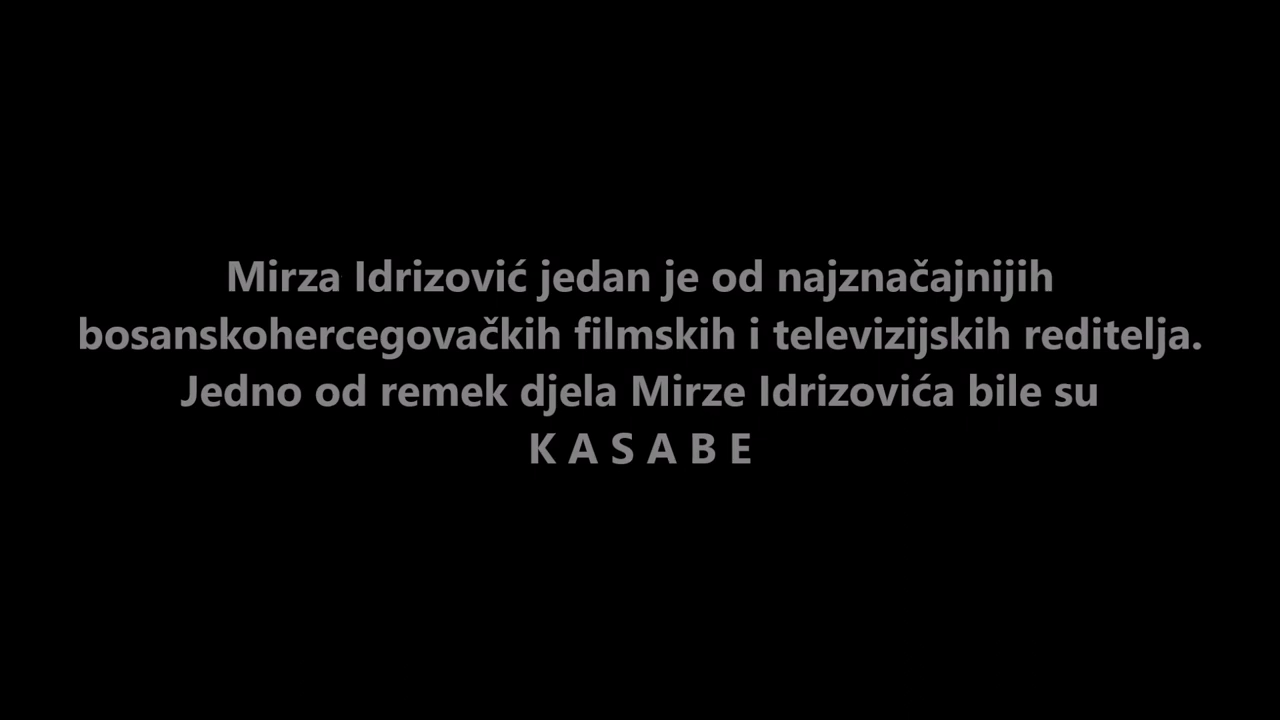 Mirza Idrizović jedan je od najznačajnijih
bosanskohercegovačkih filmskih i televizijskih reditelja.
Jedno od remek djela Mirze Idrizovića bile su
K A S A B E